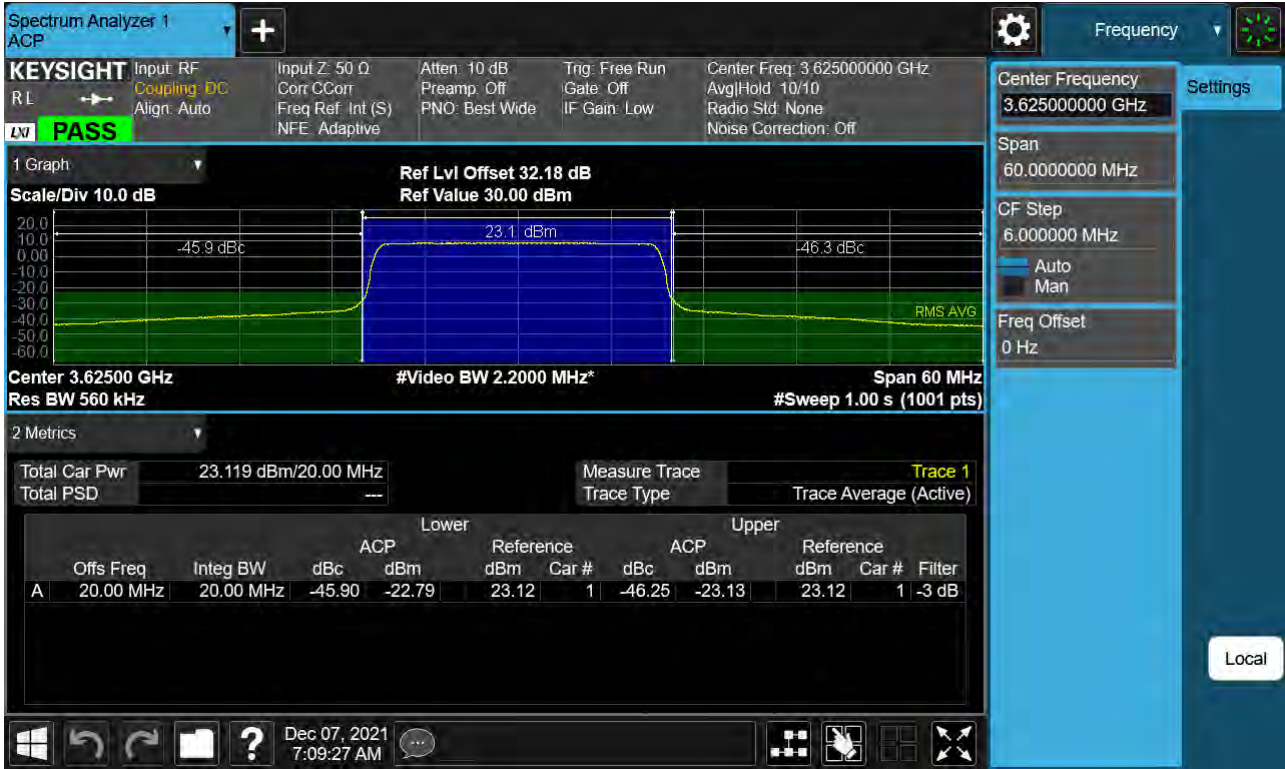 Spectrum Analyzer 1
ACP
+
Frequency
KEYSIGHT Input: RF Input Z: 50 Ω Atten: 10 dB Trig: Free Run Center Freq: 3.625000000 GHz
RL Coupling: DC Corr CCorr Preamp: Off Gate: Off Avg|Hold: 10/10
Align: Auto Freq Ref: Int (S) PNO: Best Wide IF Gain: Low Radio Std: None
LXI PASS NFE: Adaptive Noise Correction: Off
Center Frequency
3.625000000 GHz
Settings
Span
60.0000000 MHz
CF Step
6.000000 MHz
Auto
Man
Freq Offset
0 Hz
Local
1 Graph
Ref Lvl Offset 32.18 dB
Scale/Div 10.0 dB Ref Value 30.00 dBm
20.0
10.0
0.00
-10.0
-20.0
-30.0
-40.0
-50.0
-60.0
-45.9 dBc 23.1 dBm -46.3 dBc
RMS AVG
Center 3.62500 GHz #Video BW 2.2000 MHz* Span 60 MHz
Res BW 560 kHz #Sweep 1.00 s (1001 pts)
2 Metrics
Total Car Pwr 23.119 dBm/20.00 MHz Measure Trace Trace 1
Total PSD --- Trace Type Trace Average (Active)
Lower Upper
ACP Reference ACP Reference
Offs Freq Integ BW dBc dBm dBm Car # dBc dBm dBm Car # Filter
A 20.00 MHz 20.00 MHz -45.90 -22.79 23.12 1 -46.25 -23.13 23.12 1 -3 dB
? Dec 07, 2021
7:09:27 AM